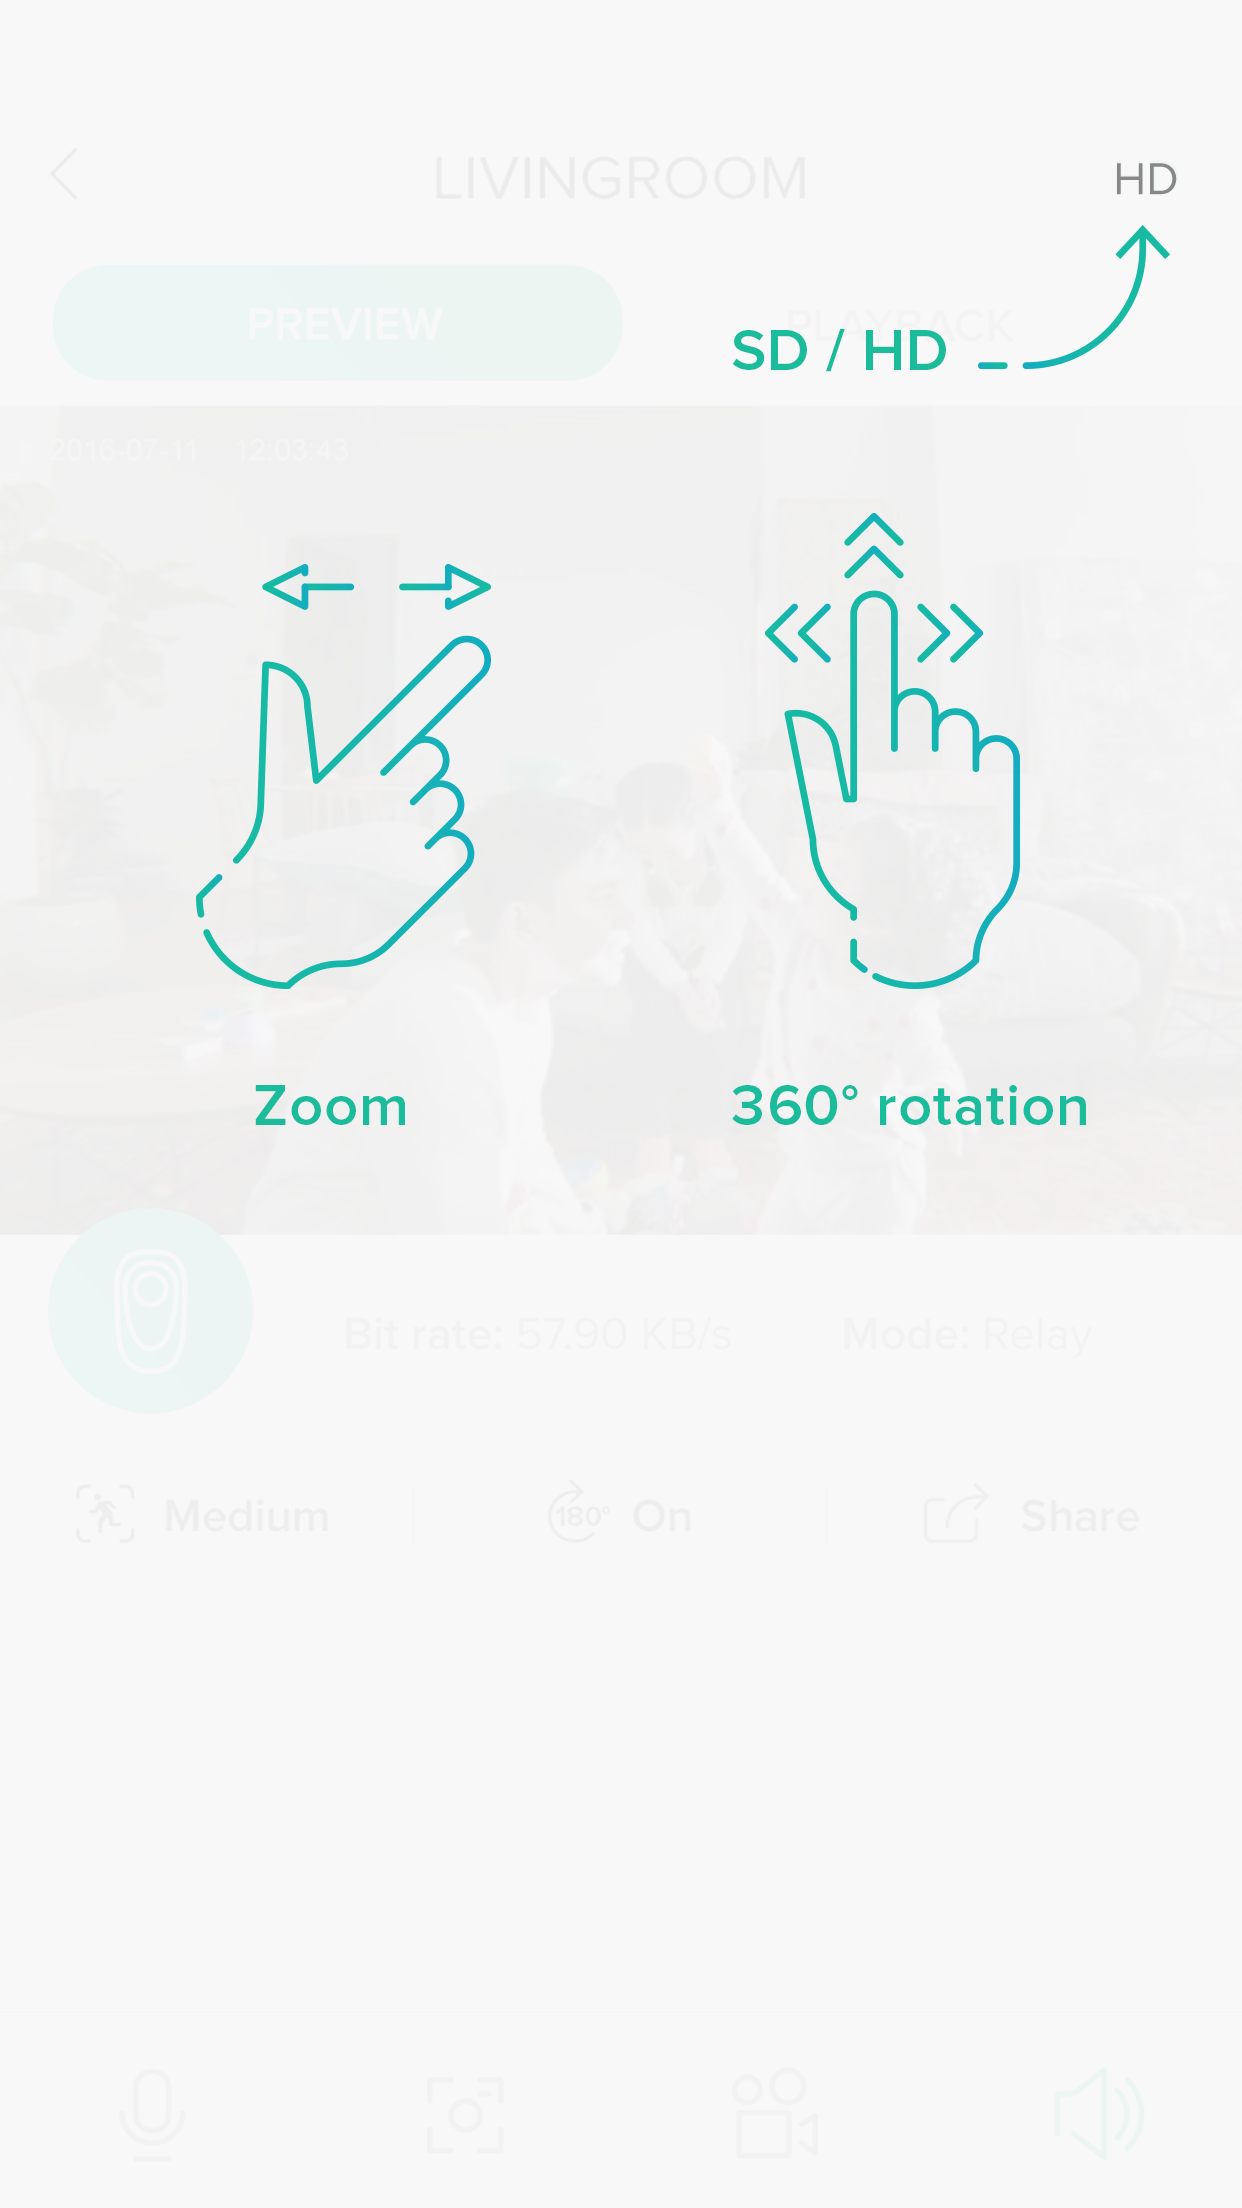 LIVINGROOM
HD
PREVIEW
PLAYBACK
SD / HD
2016-07-11 12:03:43
Zoom
360° rotation
Bit rate: 57.90 KB/s
Mode: Relay
Medium
180° On
Share